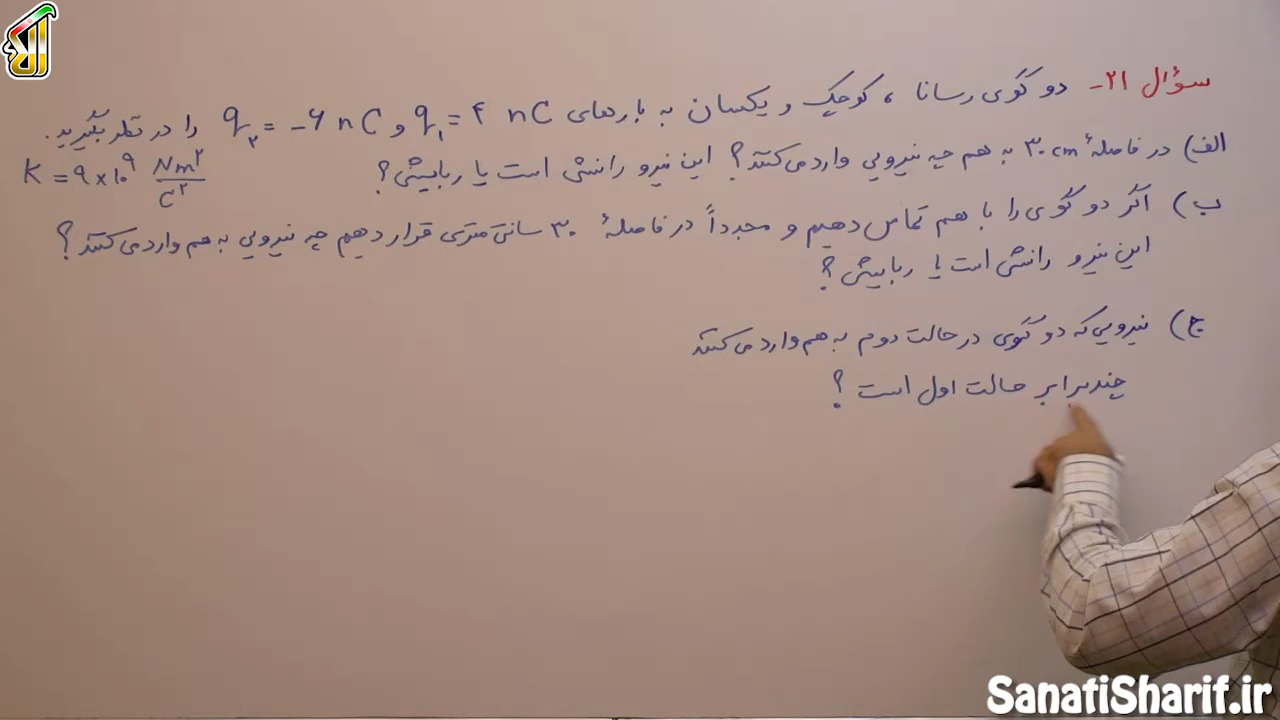 سؤال ۲۱- دو گوی رسانا ، کوچک و یکسان به بارهای q₁ = ۴ nC و q₂ = -۶ nC را در نظر بگیرید.
الف) در فاصلهٔ ۳۰ cm به هم چه نیرویی وارد می‌کنند؟ این نیرو رانشی است یا ربایشی؟ K = ۹ × ۱۰⁹ Nm²/C²
ب) اگر دو گوی را با هم تماس دهیم و مجدداً در فاصلهٔ ۳۰ سانتی متری قرار دهیم چه نیرویی به هم وارد می‌کنند؟
این نیرو رانشی است یا ربایشی؟
ج) نیرویی که دو گوی در حالت دوم به هم وارد می‌کنند
چند برابر حالت اول است ؟
SanatiSharif.ir